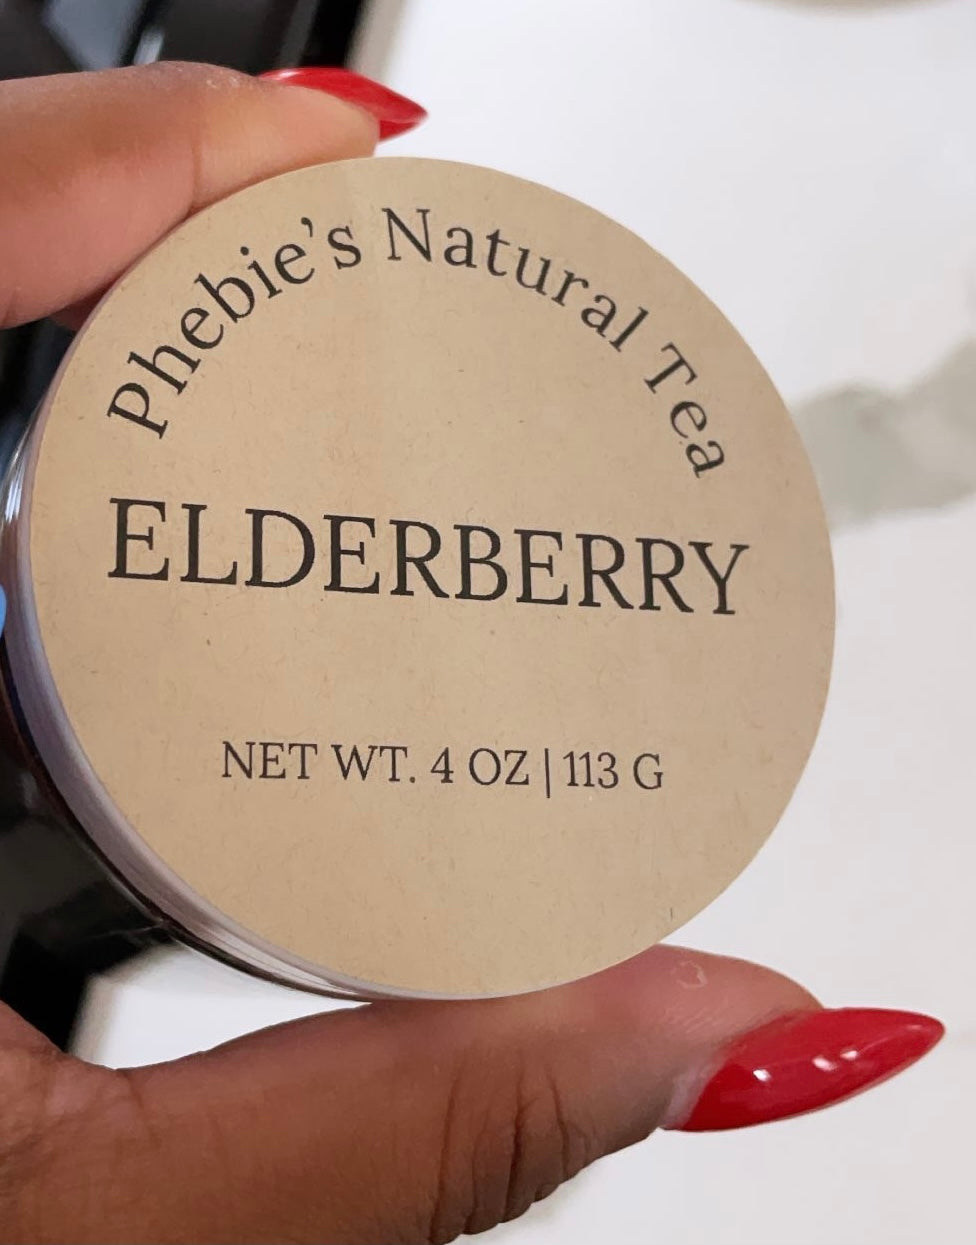 Phebie's Natural Tea
ELDERBERRY
NET WT. 4 OZ | 113 G